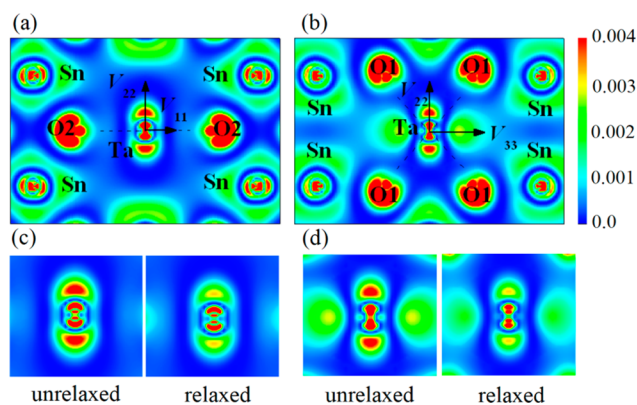 (a)
(b)
Sn
Sn
O2
O2
V22
V11
Ta
Sn
Sn
O1
O1
Sn
Sn
V22
Ta
V33
Sn
Sn
O1
O1
0.004
0.003
0.002
0.001
0.0
(c)
(d)
unrelaxed
relaxed
unrelaxed
relaxed